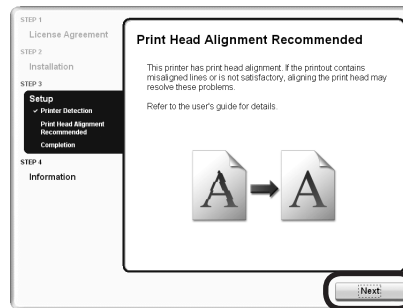 STEP 1
License Agreement
STEP 2
Installation
STEP 3
Setup
✓ Printer Detection
Print Head Alignment
Recommended
Completion
STEP 4
Information
Print Head Alignment Recommended
This printer has print head alignment. If the printout contains
misaligned lines or is not satisfactory, aligning the print head may
resolve these problems.
Refer to the user's guide for details.
A A
Next